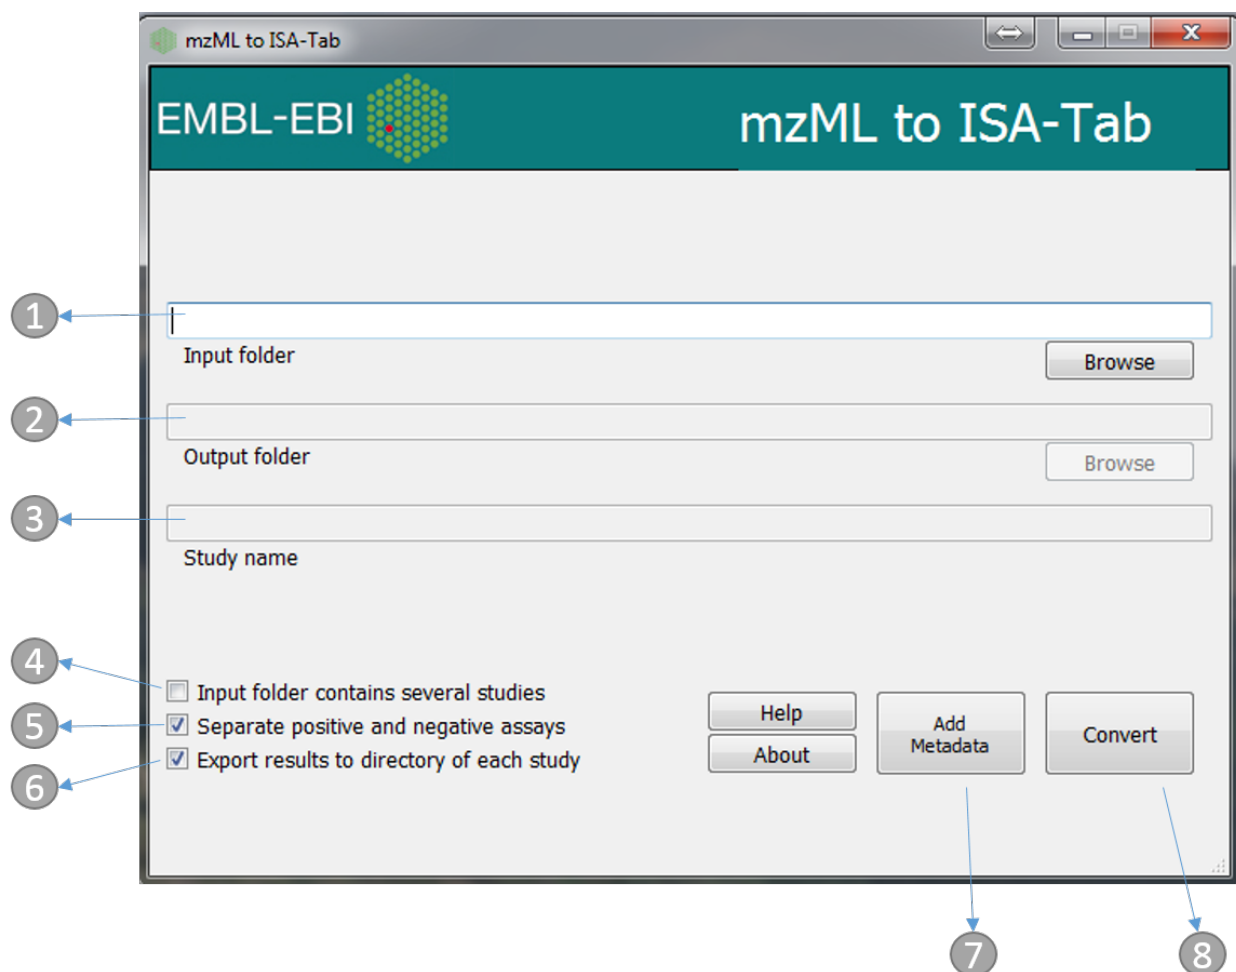 mzML to ISA-Tab
EMBL-EBI
mzML to ISA-Tab
1
Input folder
Browse
2
Output folder
Browse
3
Study name
4
Input folder contains several studies
5
Separate positive and negative assays
6
Export results to directory of each study
Help
About
Add
Metadata
Convert
7
8